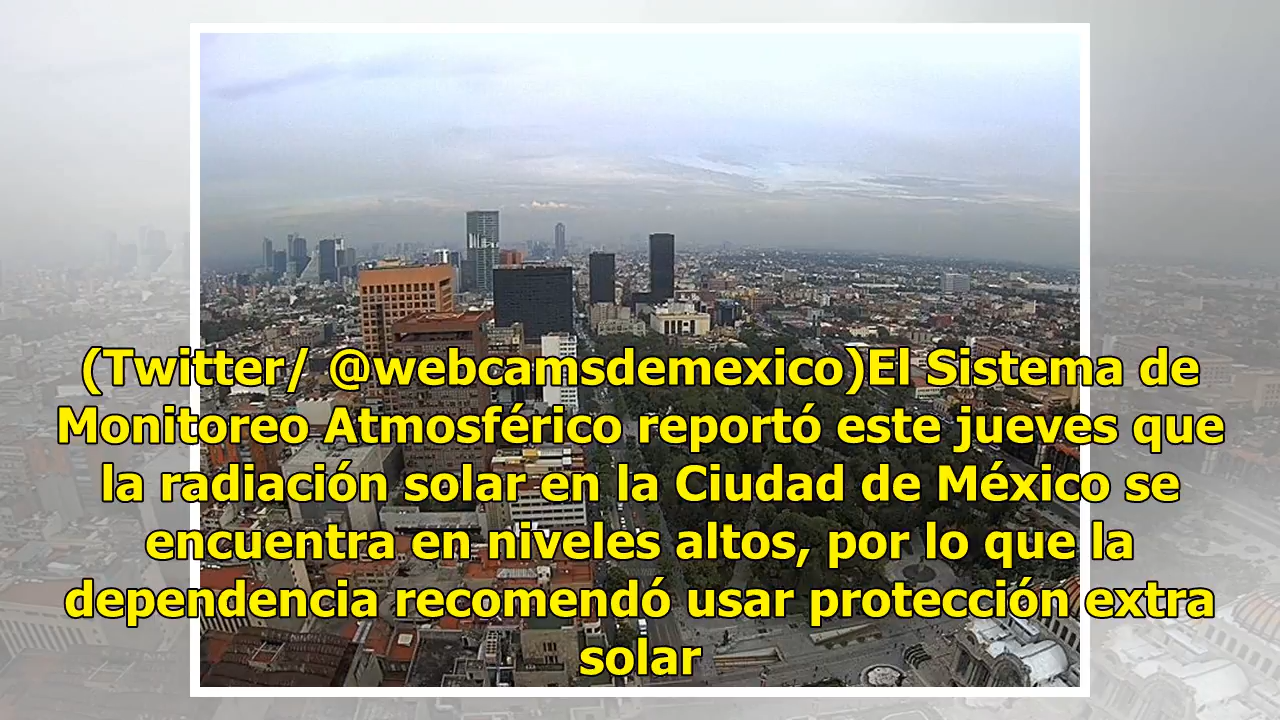 (Twitter/ @webcamsdemexico)El Sistema de
Monitoreo Atmosférico reportó este jueves que
la radiación solar en la Ciudad de México se
encuentra en niveles altos, por lo que la
dependencia recomendó usar protección extra
solar